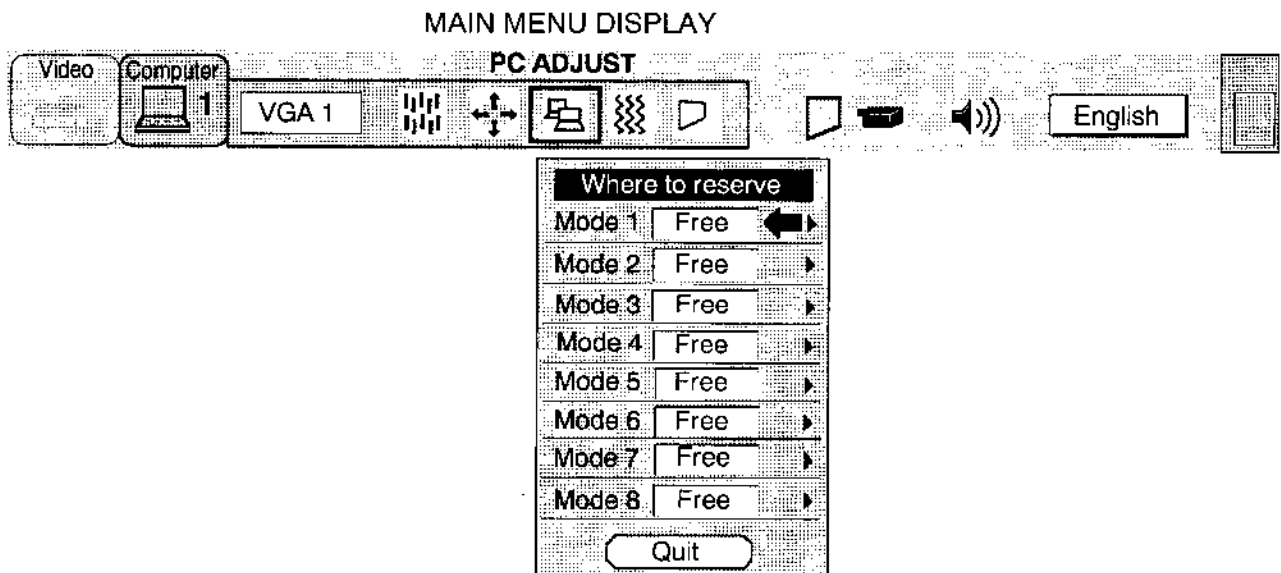 MAIN MENU DISPLAY
PC ADJUST
Video
Computer
1
VGA 1
English
Where to reserve
Mode 1 Free
Mode 2 Free
Mode 3 Free
Mode 4 Free
Mode 5 Free
Mode 6 Free
Mode 7 Free
Mode 8 Free
Quit